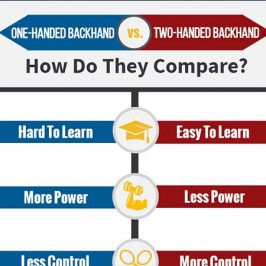 ONE-HANDED BACKHAND VS. TWO-HANDED BACKHAND
How Do They Compare?
Hard To Learn Easy To Learn
More Power Less Power
Less Control More Control